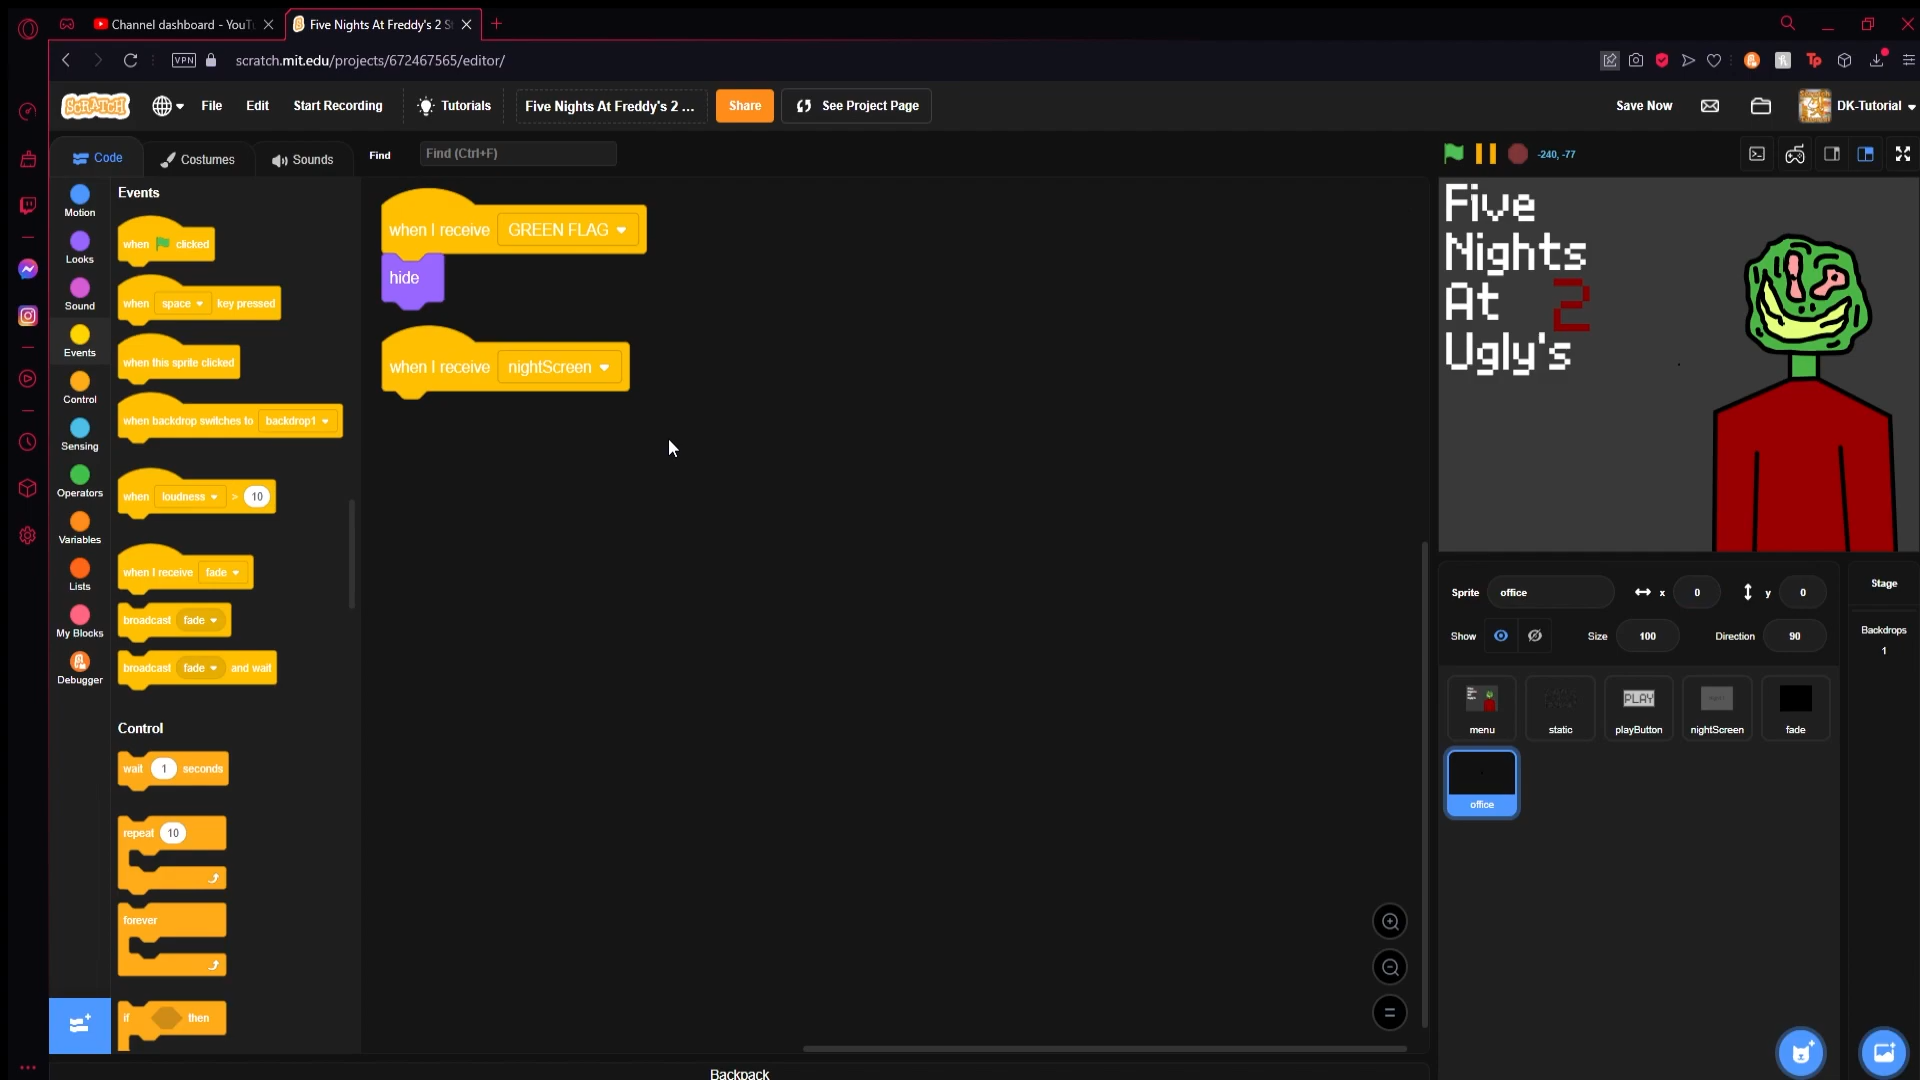 Channel dashboard - YouTu
Five Nights At Freddy's 2 S
VPN
scratch.mit.edu/projects/672467565/editor/
Tp
SCRATCH
File
Edit
Start Recording
Tutorials
Five Nights At Freddy's 2 ...
Share
See Project Page
Save Now
DK-Tutorial
Code
Costumes
Sounds
Find
Find (Ctrl+F)
-240, -77
Motion
Looks
Sound
Events
Control
Sensing
Operators
Variables
Lists
My Blocks
Debugger
Events
when clicked
when space key pressed
when this sprite clicked
when backdrop switches to backdrop1
when loudness > 10
when I receive fade
broadcast fade
broadcast fade and wait
Control
wait 1 seconds
repeat 10
forever
if then
when I receive GREEN FLAG
hide
when I receive nightScreen
Five
Nights
At 2
Ugly's
Sprite office x 0 y 0
Show Size 100 Direction 90
Stage
Backdrops
1
PLAY
menu
static
playButton
nightScreen
fade
office
Backpack